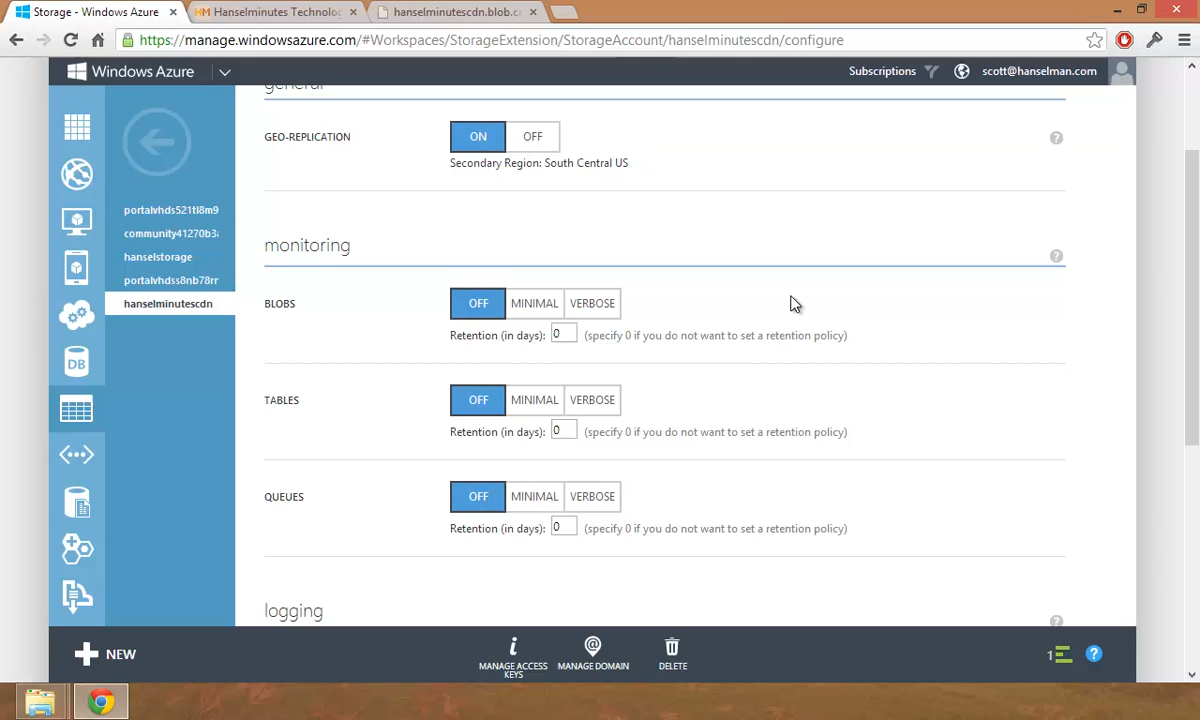 Storage - Windows Azure
Hanselminutes Technolog
hanselminutescdn.blob.c
https://manage.windowsazure.com/#Workspaces/StorageExtension/StorageAccount/hanselminutescdn/configure
Windows Azure
Subscriptions
scott@hanselman.com
general
GEO-REPLICATION
ON OFF
Secondary Region: South Central US
portalvhds521tl8m9
community41270b3
hanselstorage
portalvhdss8nb78rr
hanselminutescdn
monitoring
BLOBS
OFF MINIMAL VERBOSE
Retention (in days): 0 (specify 0 if you do not want to set a retention policy)
TABLES
OFF MINIMAL VERBOSE
Retention (in days): 0 (specify 0 if you do not want to set a retention policy)
QUEUES
OFF MINIMAL VERBOSE
Retention (in days): 0 (specify 0 if you do not want to set a retention policy)
logging
DB
NEW
MANAGE ACCESS
KEYS
MANAGE DOMAIN
DELETE
1